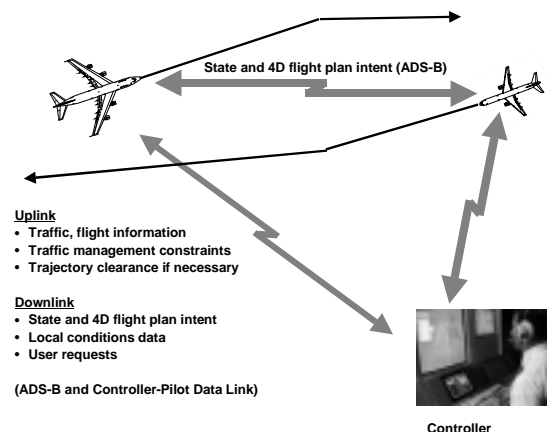 State and 4D flight plan intent (ADS-B)
Uplink
• Traffic, flight information
• Traffic management constraints
• Trajectory clearance if necessary
Downlink
• State and 4D flight plan intent
• Local conditions data
• User requests
(ADS-B and Controller-Pilot Data Link)
Controller